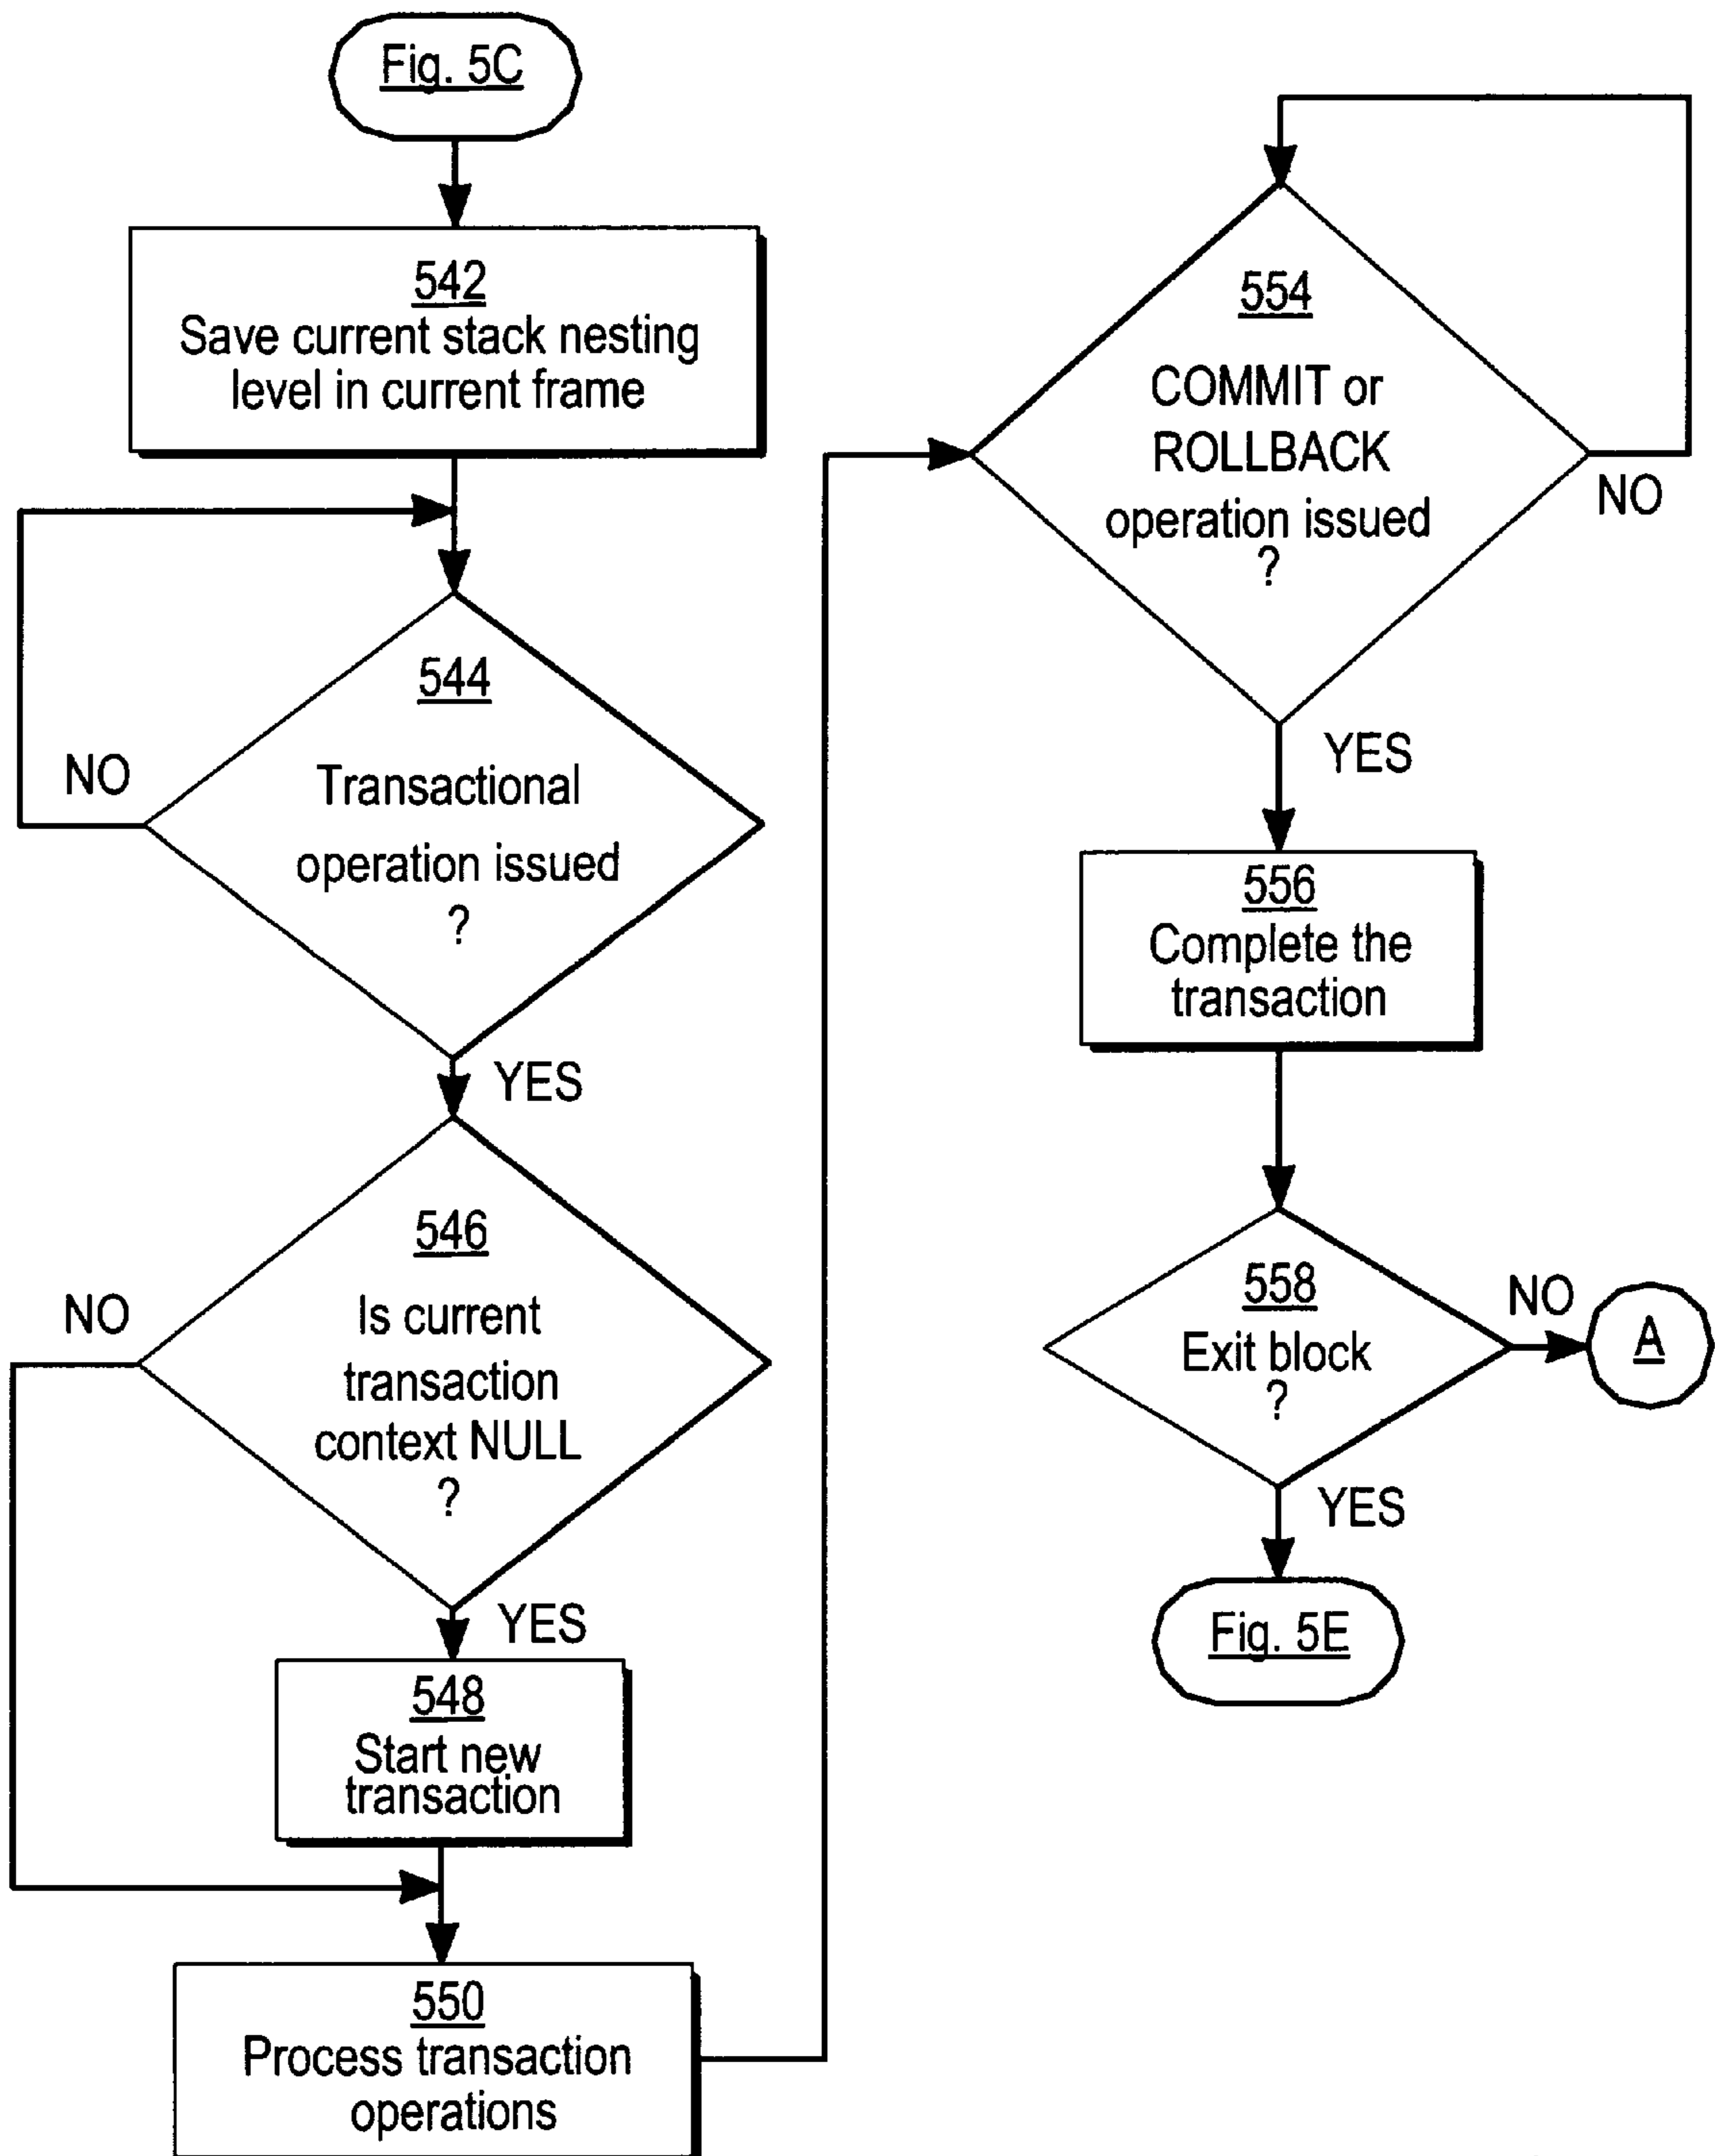 Fig. 5C
542
Save current stack nesting
level in current frame
544
Transactional
operation issued
?
NO
YES
546
Is current
transaction
context NULL
?
NO
YES
548
Start new
transaction
550
Process transaction
operations
554
COMMIT or
ROLLBACK
operation issued
?
NO
YES
556
Complete the
transaction
558
Exit block
?
NO
A
YES
Fig. 5E